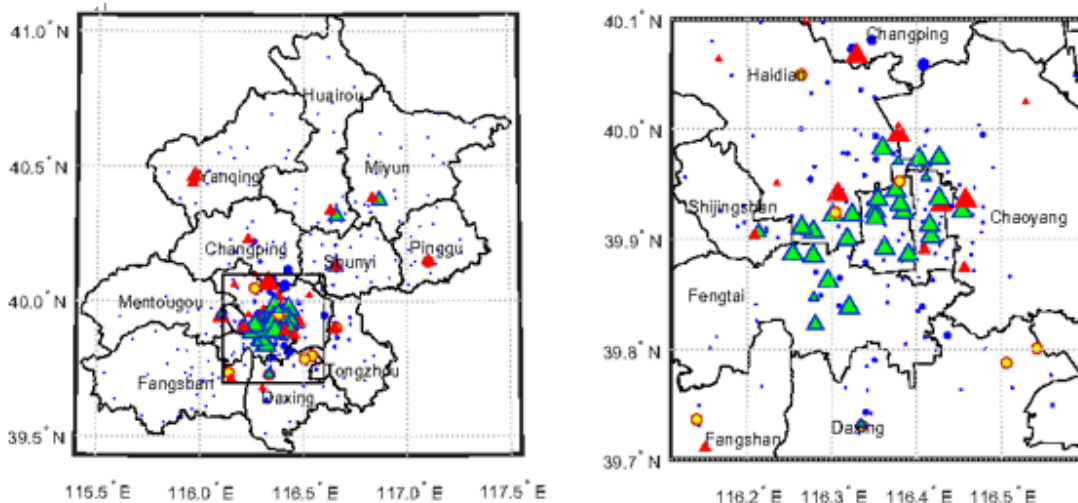 41.0° N
40.5° N
40.0° N
39.5° N
115.5° E
116.0° E
116.5° E
117.0° E
117.5° E
Huairou
Miyun
Yanqing
Changping
Shunyi
Pinggu
Mentougou
Fangshan
Daxing
Tongzhou
40.1° N
40.0° N
39.9° N
39.8° N
39.7° N
116.2° E
116.3° E
116.4° E
116.5° E
Changping
Haidian
Shijingshan
Chaoyang
Fengtai
Fangshan
Daxing